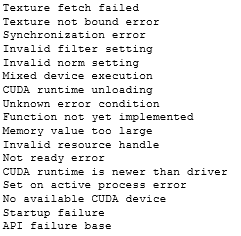 Texture fetch failed
Texture not bound error
Synchronization error
Invalid filter setting
Invalid norm setting
Mixed device execution
CUDA runtime unloading
Unknown error condition
Function not yet implemented
Memory value too large
Invalid resource handle
Not ready error
CUDA runtime is newer than driver
Set on active process error
No available CUDA device
Startup failure
API failure base